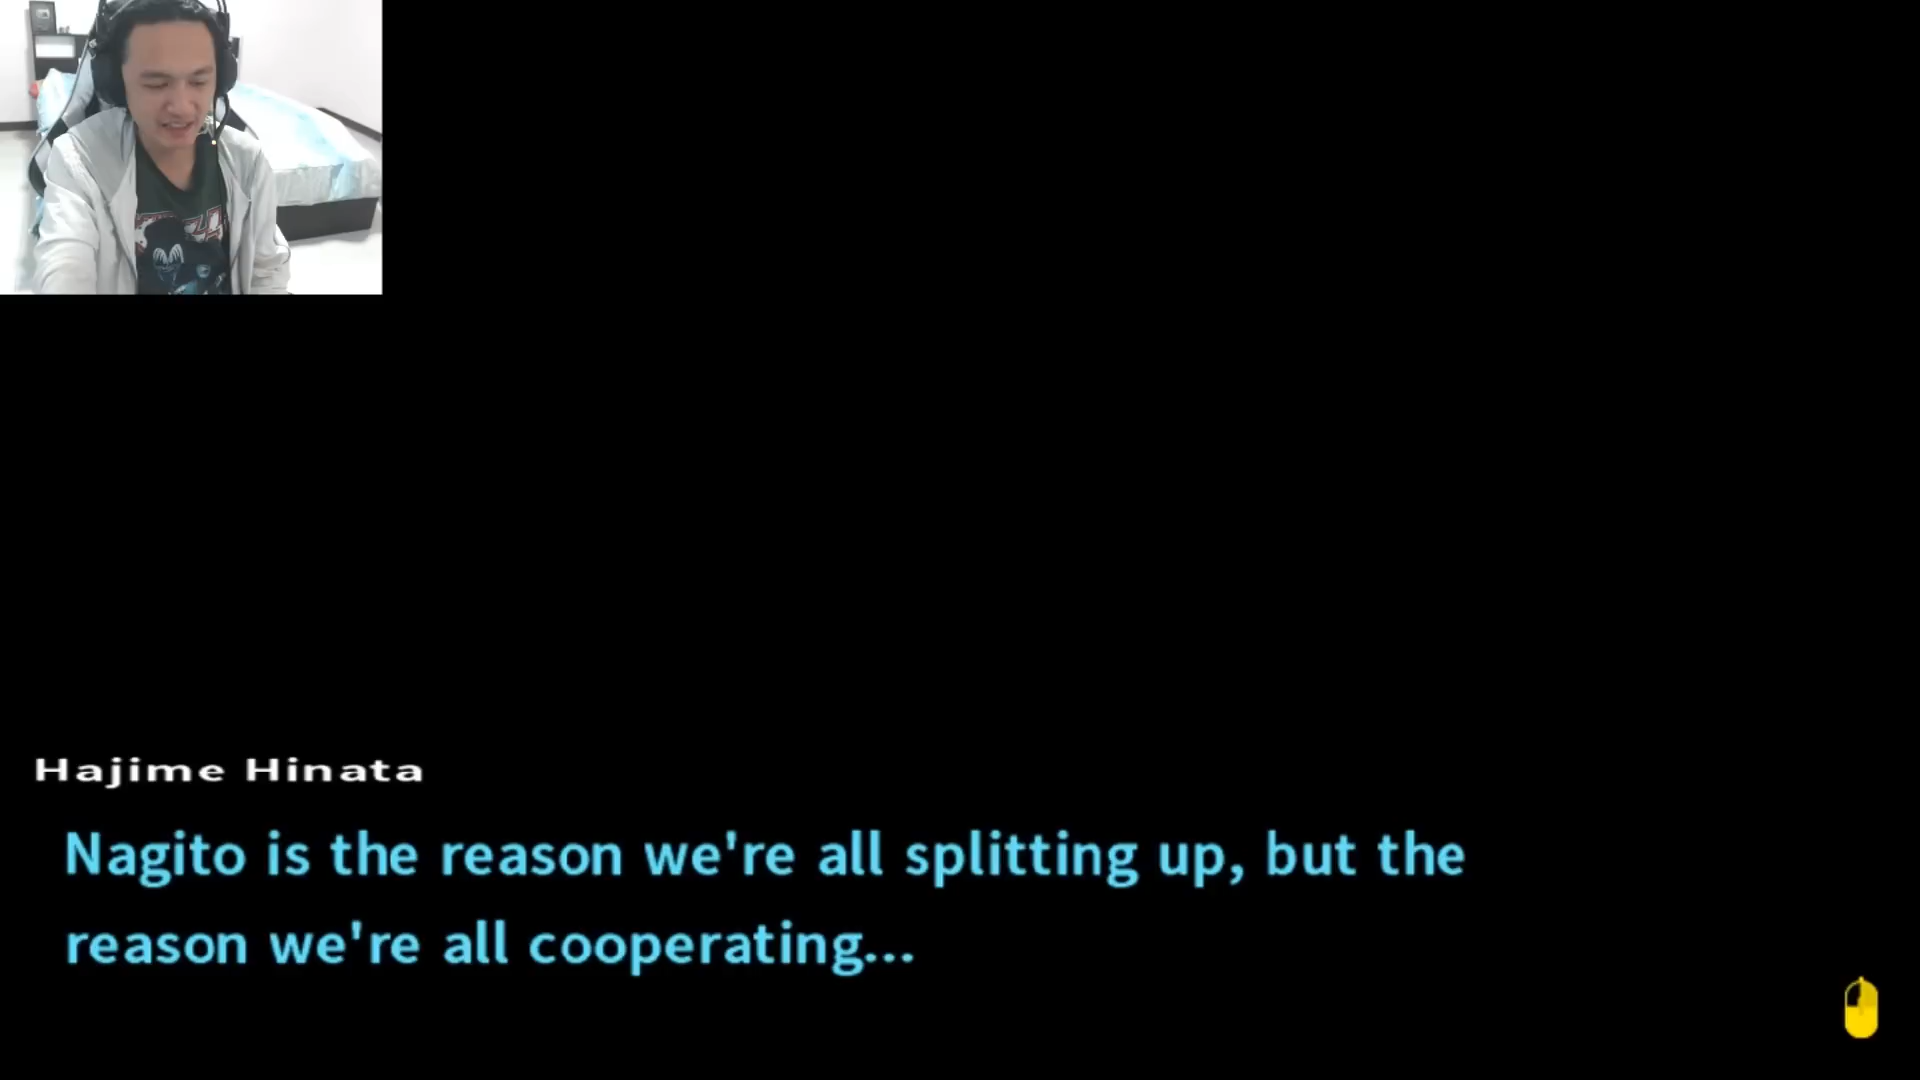 Hajime Hinata
Nagito is the reason we're all splitting up, but the
reason we're all cooperating...